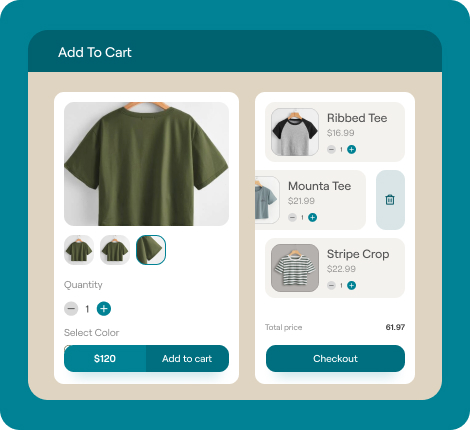 Add To Cart
Quantity
1
Select Color
$120
Add to cart
Ribbed Tee
$16.99
1
Mounta Tee
$21.99
1
Stripe Crop
$22.99
1
Total price
61.97
Checkout